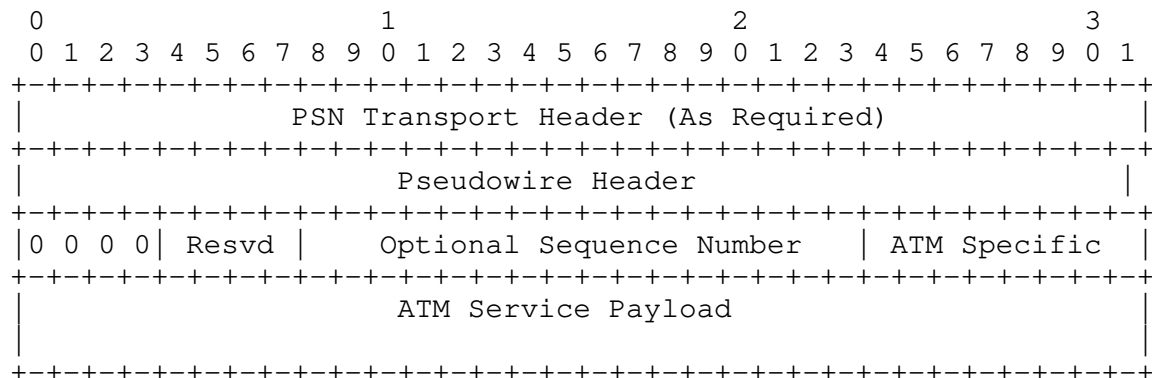 0                   1                   2                   3
 0 1 2 3 4 5 6 7 8 9 0 1 2 3 4 5 6 7 8 9 0 1 2 3 4 5 6 7 8 9 0 1
+-+-+-+-+-+-+-+-+-+-+-+-+-+-+-+-+-+-+-+-+-+-+-+-+-+-+-+-+-+-+-+-+
|               PSN Transport Header (As Required)              |
+-+-+-+-+-+-+-+-+-+-+-+-+-+-+-+-+-+-+-+-+-+-+-+-+-+-+-+-+-+-+-+-+
|                     Pseudowire Header                        |
+-+-+-+-+-+-+-+-+-+-+-+-+-+-+-+-+-+-+-+-+-+-+-+-+-+-+-+-+-+-+-+-+
|0 0 0 0| Resvd |    Optional Sequence Number  | ATM Specific  |
+-+-+-+-+-+-+-+-+-+-+-+-+-+-+-+-+-+-+-+-+-+-+-+-+-+-+-+-+-+-+-+-+
|                     ATM Service Payload                       |
|                                                               |
+-+-+-+-+-+-+-+-+-+-+-+-+-+-+-+-+-+-+-+-+-+-+-+-+-+-+-+-+-+-+-+-+